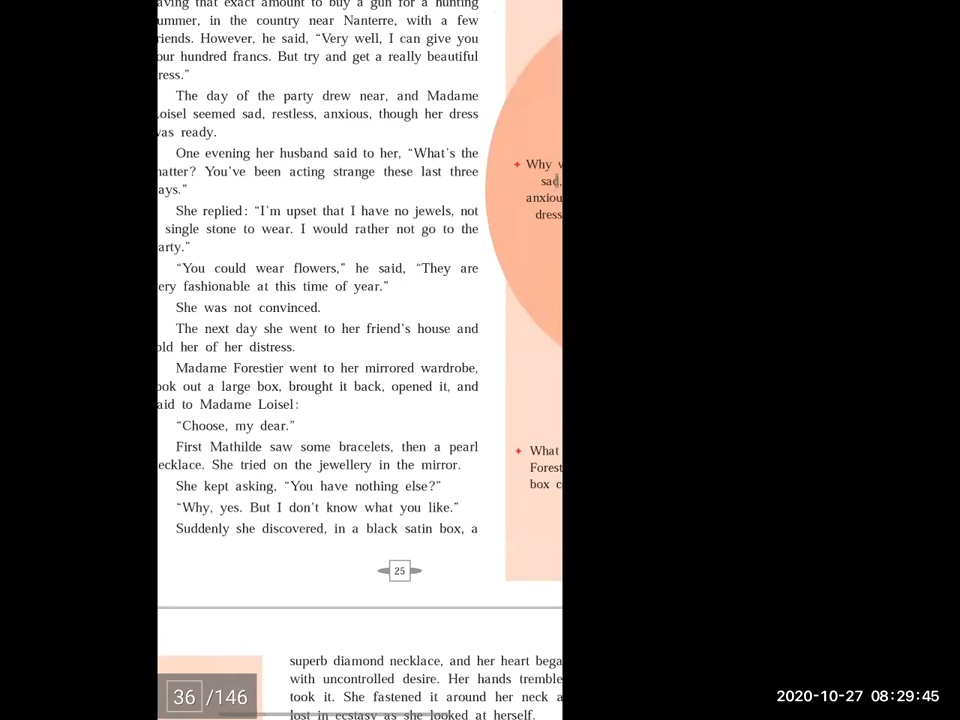 aving that exact amount to buy a gun for a hunting
ummer, in the country near Nanterre, with a few
riends. However, he said, “Very well, I can give you
our hundred francs. But try and get a really beautiful
ress.”
The day of the party drew near, and Madame
Loisel seemed sad, restless, anxious, though her dress
was ready.
One evening her husband said to her, “What’s the
matter? You’ve been acting strange these last three
ays.”
She replied: “I’m upset that I have no jewels, not
single stone to wear. I would rather not go to the
arty.”
“You could wear flowers,” he said, “They are
ery fashionable at this time of year.”
She was not convinced.
The next day she went to her friend’s house and
old her of her distress.
Madame Forestier went to her mirrored wardrobe,
ook out a large box, brought it back, opened it, and
aid to Madame Loisel:
“Choose, my dear.”
First Mathilde saw some bracelets, then a pearl
ecklace. She tried on the jewellery in the mirror.
She kept asking, “You have nothing else?”
“Why, yes. But I don’t know what you like.”
Suddenly she discovered, in a black satin box, a
Why w
sad,
anxiou
dress
What
Forest
box c
25
superb diamond necklace, and her heart bega
with uncontrolled desire. Her hands tremble
took it. She fastened it around her neck a
lost in ecstasy as she looked at herself.
36 /146
2020-10-27 08:29:45